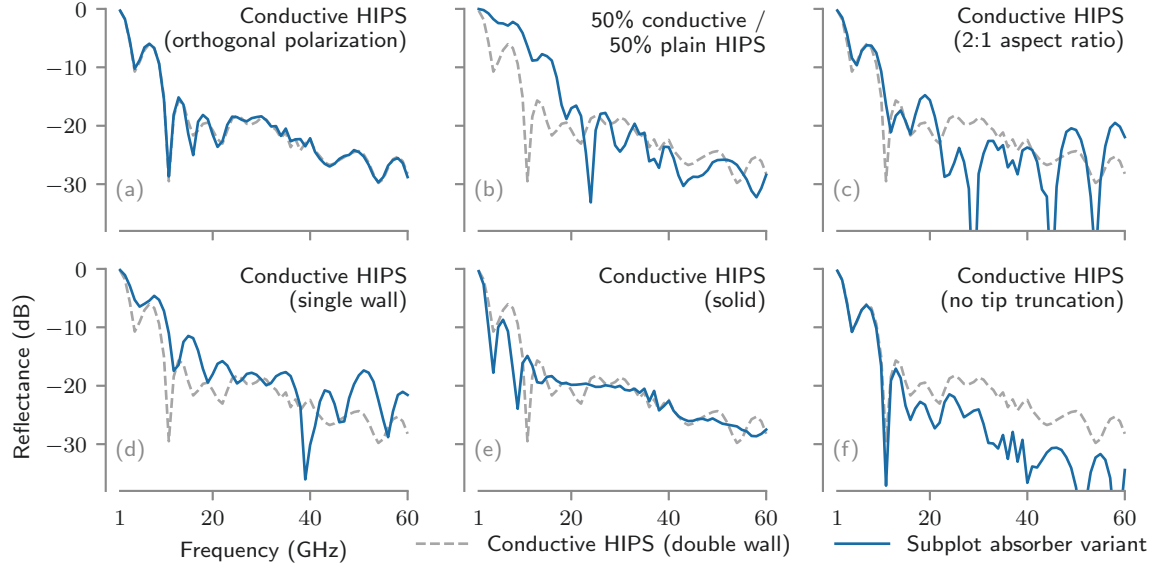 Conductive HIPS
(orthogonal polarization)
50% conductive /
50% plain HIPS
Conductive HIPS
(2:1 aspect ratio)
0
−10
−20
−30
(a)
(b)
(c)
Conductive HIPS
(single wall)
Conductive HIPS
(solid)
Conductive HIPS
(no tip truncation)
0
−10
−20
−30
Reflectance (dB)
(d)
(e)
(f)
1 20 40 60
1 20 40 60
1 20 40 60
Frequency (GHz)
Conductive HIPS (double wall)
Subplot absorber variant